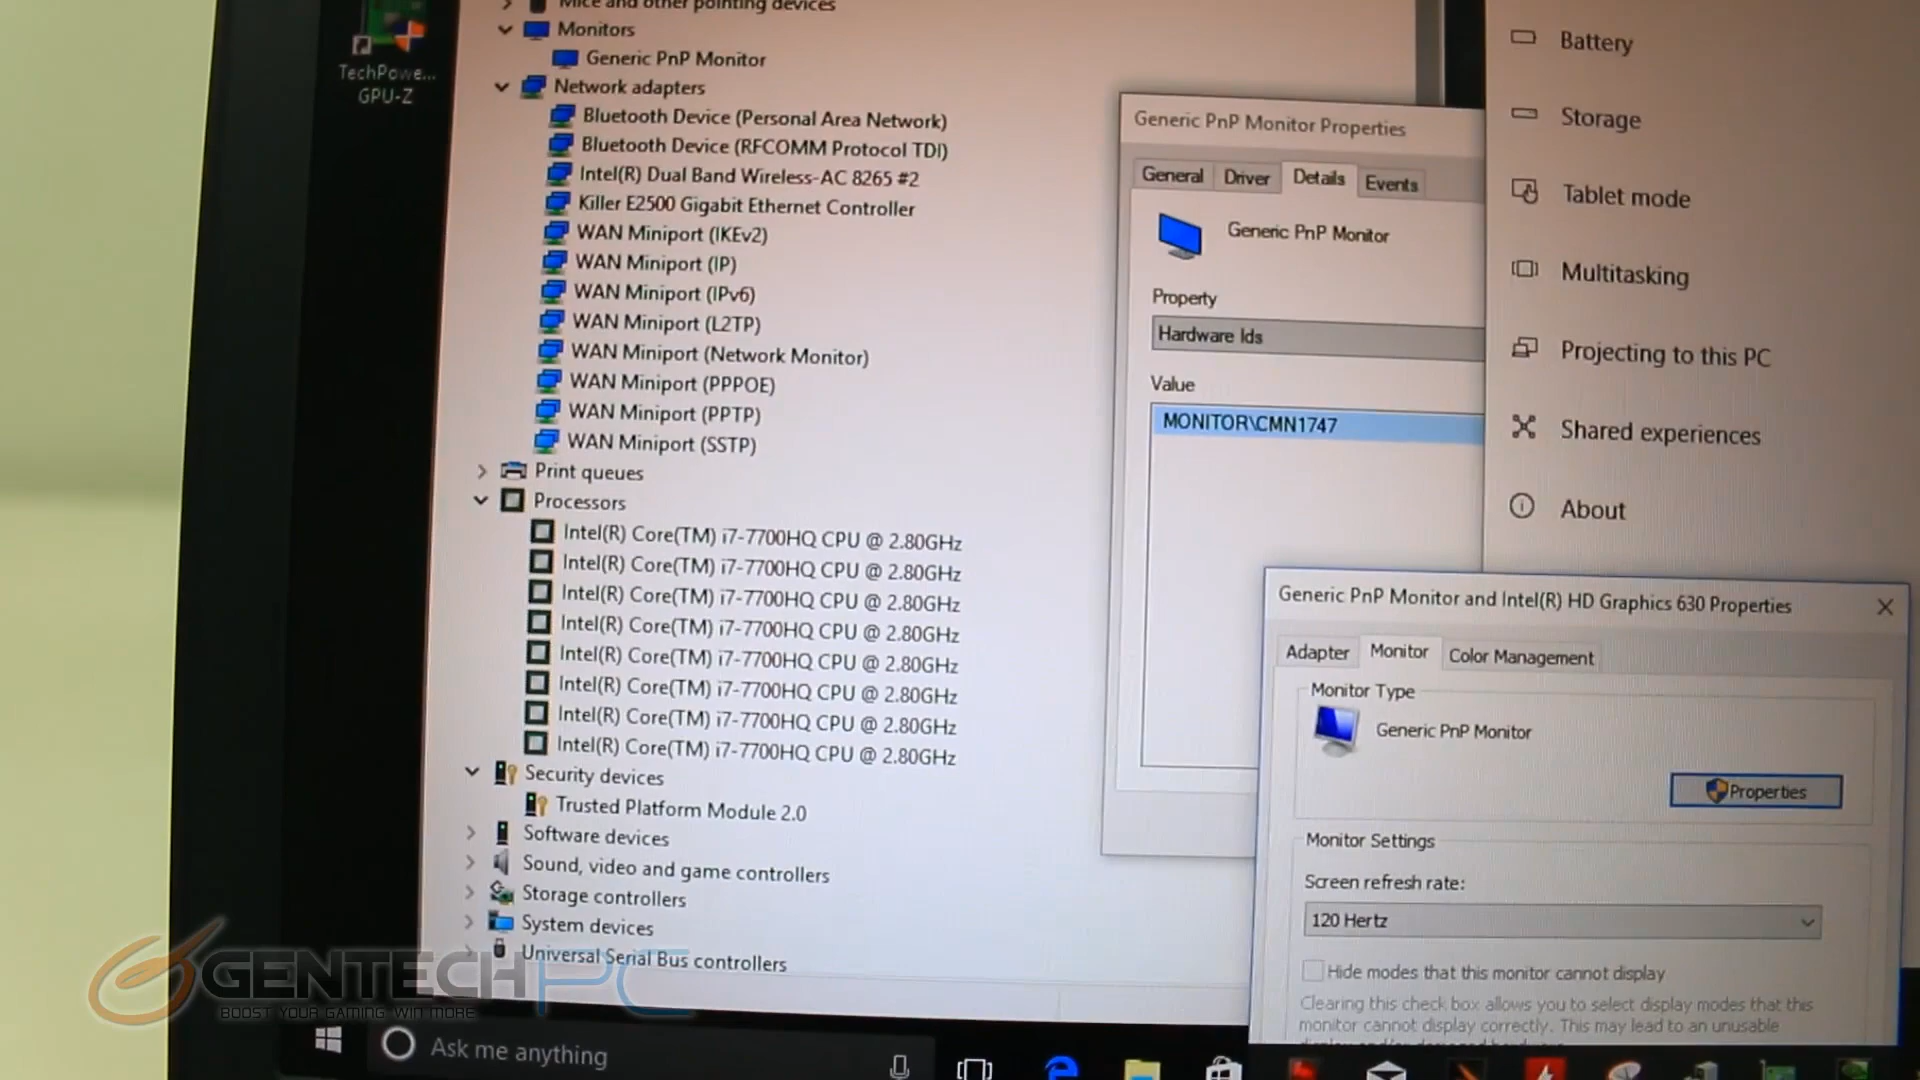 TechPowe...
GPU-Z
Mice and other pointing devices
Monitors
Generic PnP Monitor
Network adapters
Bluetooth Device (Personal Area Network)
Bluetooth Device (RFCOMM Protocol TDI)
Intel(R) Dual Band Wireless-AC 8265 #2
Killer E2500 Gigabit Ethernet Controller
WAN Miniport (IKEv2)
WAN Miniport (IP)
WAN Miniport (IPv6)
WAN Miniport (L2TP)
WAN Miniport (Network Monitor)
WAN Miniport (PPPOE)
WAN Miniport (PPTP)
WAN Miniport (SSTP)
Print queues
Processors
Intel(R) Core(TM) i7-7700HQ CPU @ 2.80GHz
Intel(R) Core(TM) i7-7700HQ CPU @ 2.80GHz
Intel(R) Core(TM) i7-7700HQ CPU @ 2.80GHz
Intel(R) Core(TM) i7-7700HQ CPU @ 2.80GHz
Intel(R) Core(TM) i7-7700HQ CPU @ 2.80GHz
Intel(R) Core(TM) i7-7700HQ CPU @ 2.80GHz
Intel(R) Core(TM) i7-7700HQ CPU @ 2.80GHz
Intel(R) Core(TM) i7-7700HQ CPU @ 2.80GHz
Security devices
Trusted Platform Module 2.0
Software devices
Sound, video and game controllers
Storage controllers
System devices
Universal Serial Bus controllers
Generic PnP Monitor Properties
General Driver Details Events
Generic PnP Monitor
Property
Hardware Ids
Value
MONITOR\CMN1747
Battery
Storage
Tablet mode
Multitasking
Projecting to this PC
Shared experiences
About
Generic PnP Monitor and Intel(R) HD Graphics 630 Properties
Adapter Monitor Color Management
Monitor Type
Generic PnP Monitor
Properties
Monitor Settings
Screen refresh rate:
120 Hertz
Hide modes that this monitor cannot display
Clearing this check box allows you to select display modes that this
monitor cannot display correctly. This may lead to an unusable
GENTECH PC
BOOST YOUR GAMING. WIN MORE.
Ask me anything